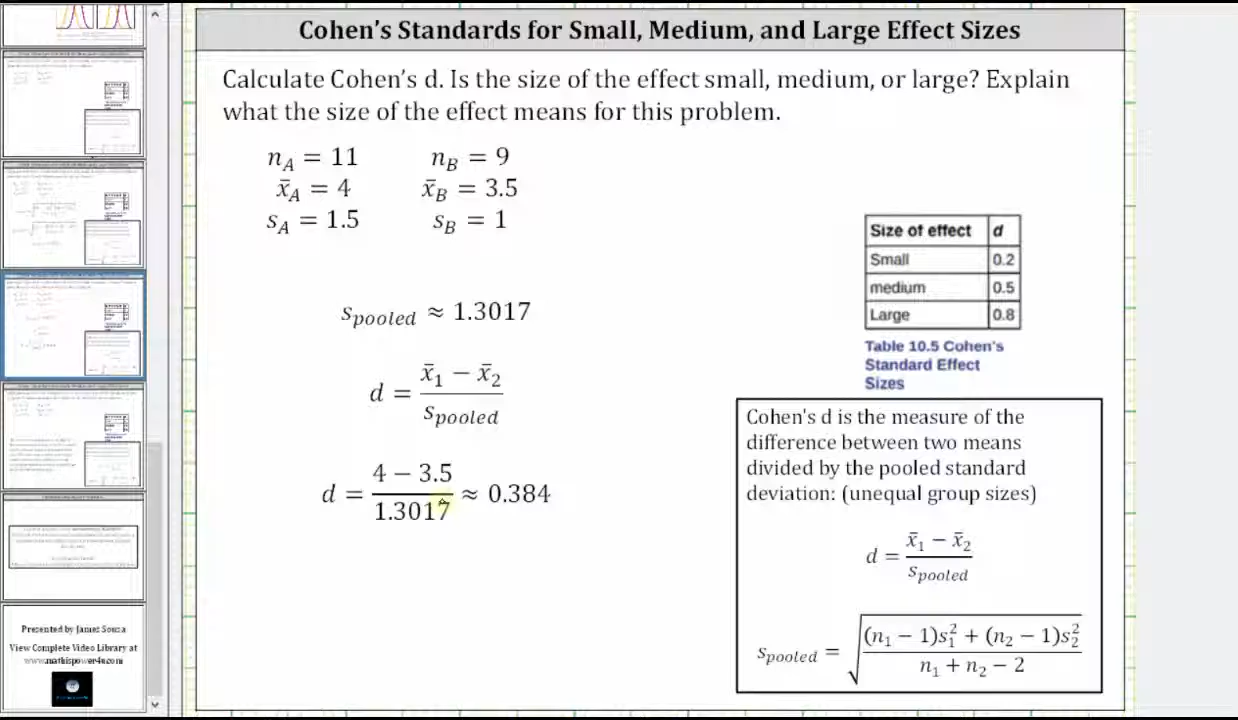 Cohen's Standards for Small, Medium, and Large Effect Sizes
Calculate Cohen's d. Is the size of the effect small, medium, or large? Explain
what the size of the effect means for this problem.
n_A = 11    n_B = 9
x̄_A = 4    x̄_B = 3.5
s_A = 1.5    s_B = 1
s_pooled ≈ 1.3017
d = (x̄_1 − x̄_2) / s_pooled
d = (4 − 3.5) / 1.3017 ≈ 0.384
Size of effect d
Small 0.2
medium 0.5
Large 0.8
Table 10.5 Cohen's
Standard Effect
Sizes
Cohen's d is the measure of the
difference between two means
divided by the pooled standard
deviation: (unequal group sizes)
d = (x̄_1 − x̄_2) / s_pooled
s_pooled = √(((n_1 − 1)s_1^2 + (n_2 − 1)s_2^2) / (n_1 + n_2 − 2))
Presented by James Sousa
View Complete Video Library at
www.mathispower4u.com